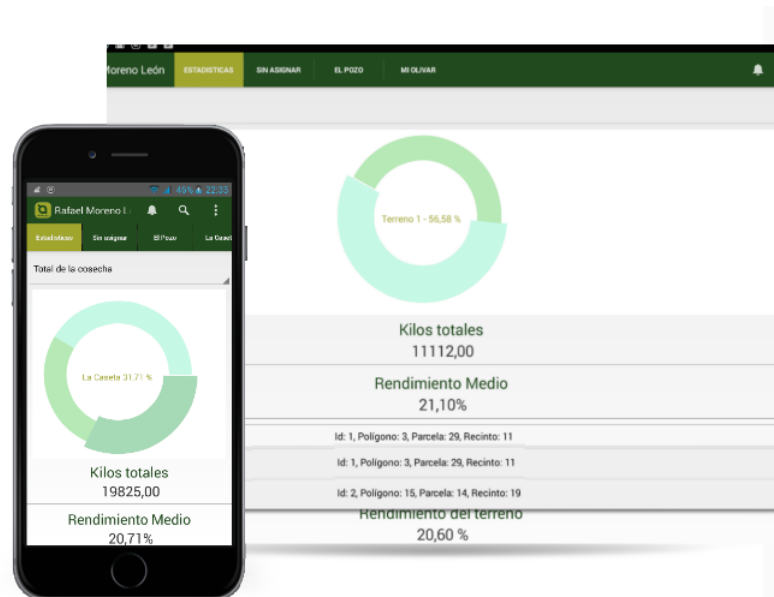 Moreno León
ESTADISTICAS
SIN ASIGNAR
EL POZO
MI OLIVAR
Terreno 1 - 56,58 %
Kilos totales
11112,00
Rendimiento Medio
21,10%
Id: 1, Polígono: 3, Parcela: 29, Recinto: 11
Id: 1, Polígono: 3, Parcela: 29, Recinto: 11
Id: 2, Polígono: 15, Parcela: 14, Recinto: 19
Rendimiento del terreno
20,60 %
45% 22:35
Rafael Moreno L
Estadisticas
Sin asignar
El Pozo
La Caset
Total de la cosecha
La Caseta 31,71 %
Kilos totales
19825,00
Rendimiento Medio
20,71%